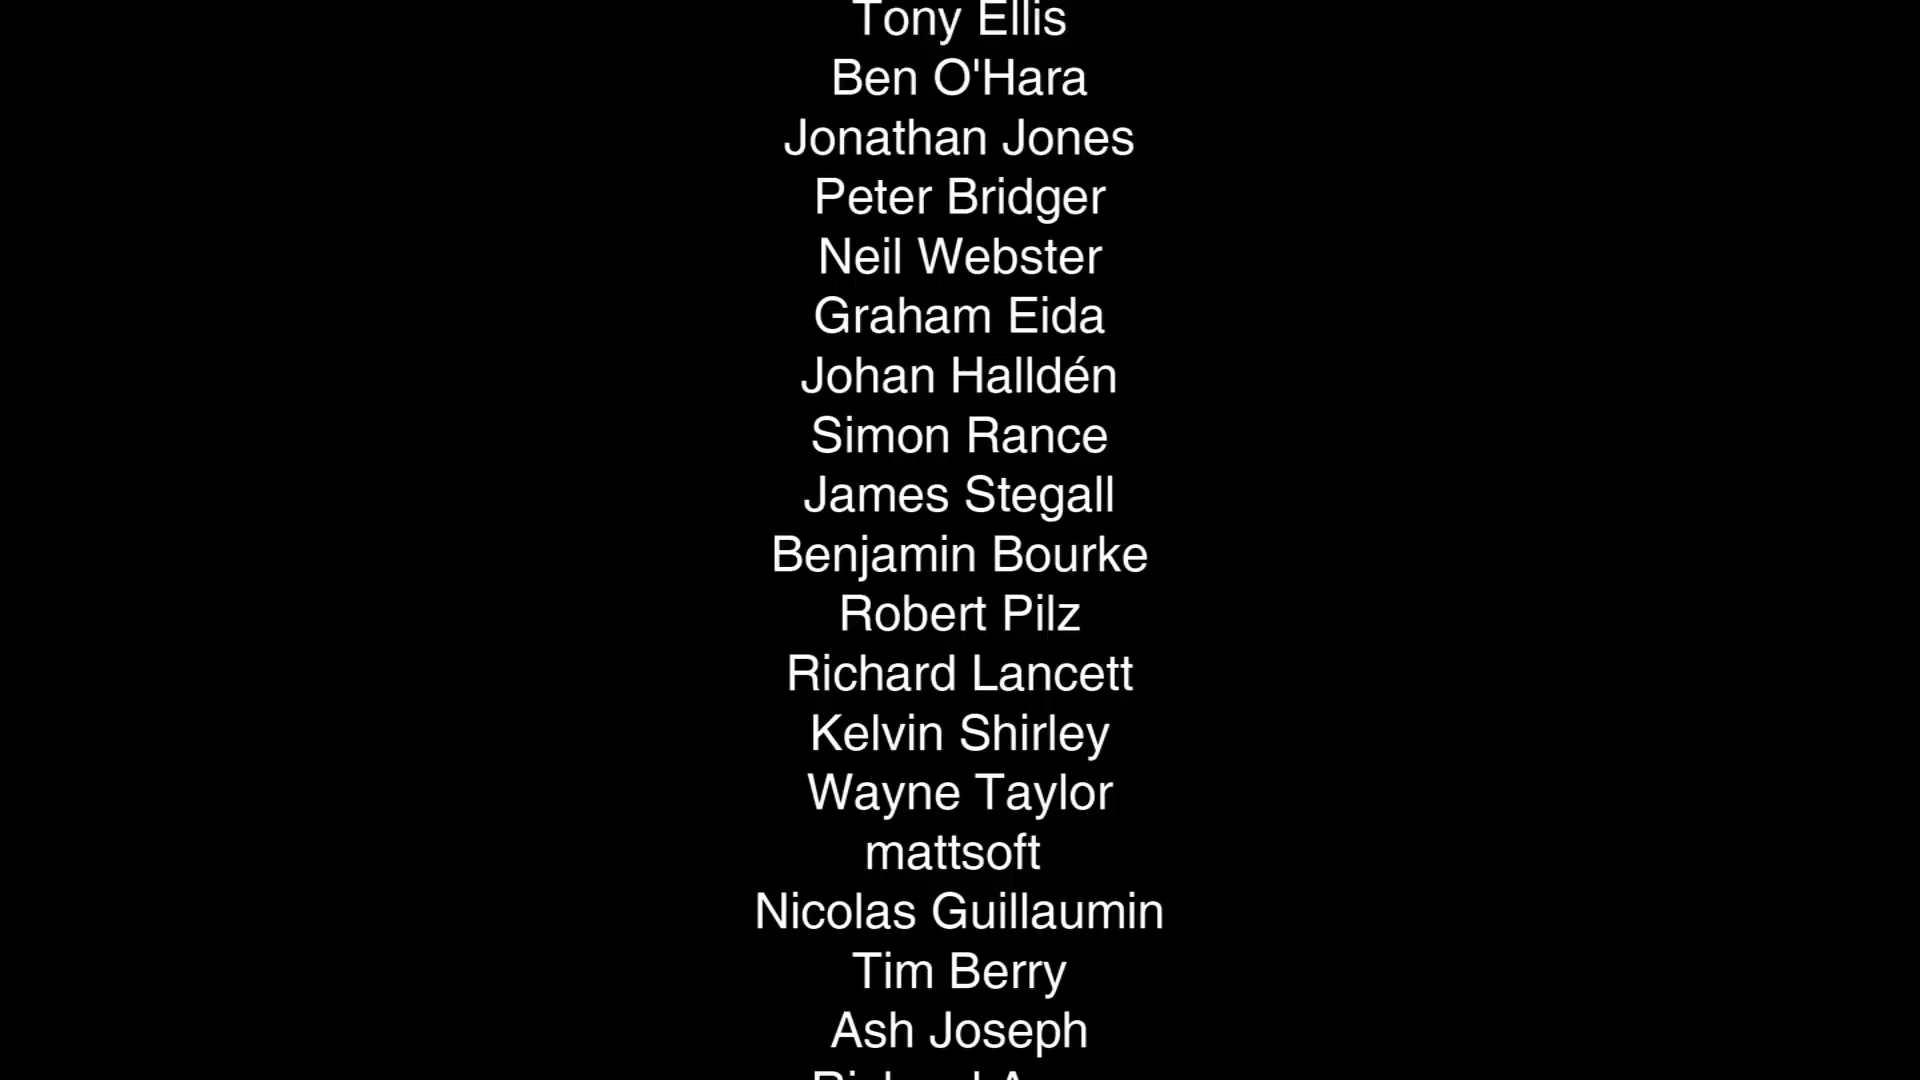 Tony Ellis
Ben O'Hara
Jonathan Jones
Peter Bridger
Neil Webster
Graham Eida
Johan Halldén
Simon Rance
James Stegall
Benjamin Bourke
Robert Pilz
Richard Lancett
Kelvin Shirley
Wayne Taylor
mattsoft
Nicolas Guillaumin
Tim Berry
Ash Joseph